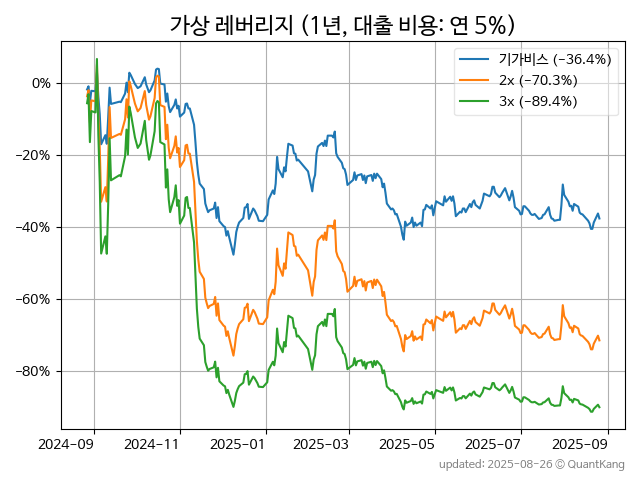 가상 레버리지 (1년, 대출 비용: 연 5%)
기가비스 (−36.4%)
2x (−70.3%)
3x (−89.4%)
0%
−20%
−40%
−60%
−80%
2024-09 2024-11 2025-01 2025-03 2025-05 2025-07 2025-09
updated: 2025-08-26 © QuantKang